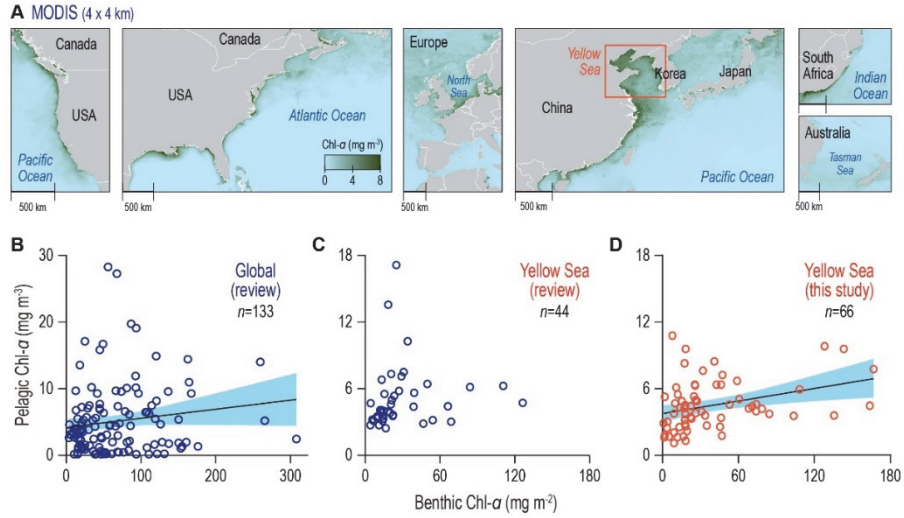 A MODIS (4 x 4 km)
Canada
USA
Pacific
Ocean
500 km
Canada
USA
Atlantic Ocean
Chl-α (mg m-3)
0 4 8
500 km
Europe
North
Sea
500 km
Yellow
Sea
Korea
Japan
China
Pacific Ocean
500 km
South
Africa
Indian
Ocean
500 km
Australia
Tasman
Sea
500 km
B
Global
(review)
n=133
30
20
10
0
0 100 200 300
Pelagic Chl-α (mg m-3)
C
Yellow Sea
(review)
n=44
18
12
6
0
0 60 120 180
D
Yellow Sea
(this study)
n=66
18
12
6
0
0 60 120 180
Benthic Chl-α (mg m-2)